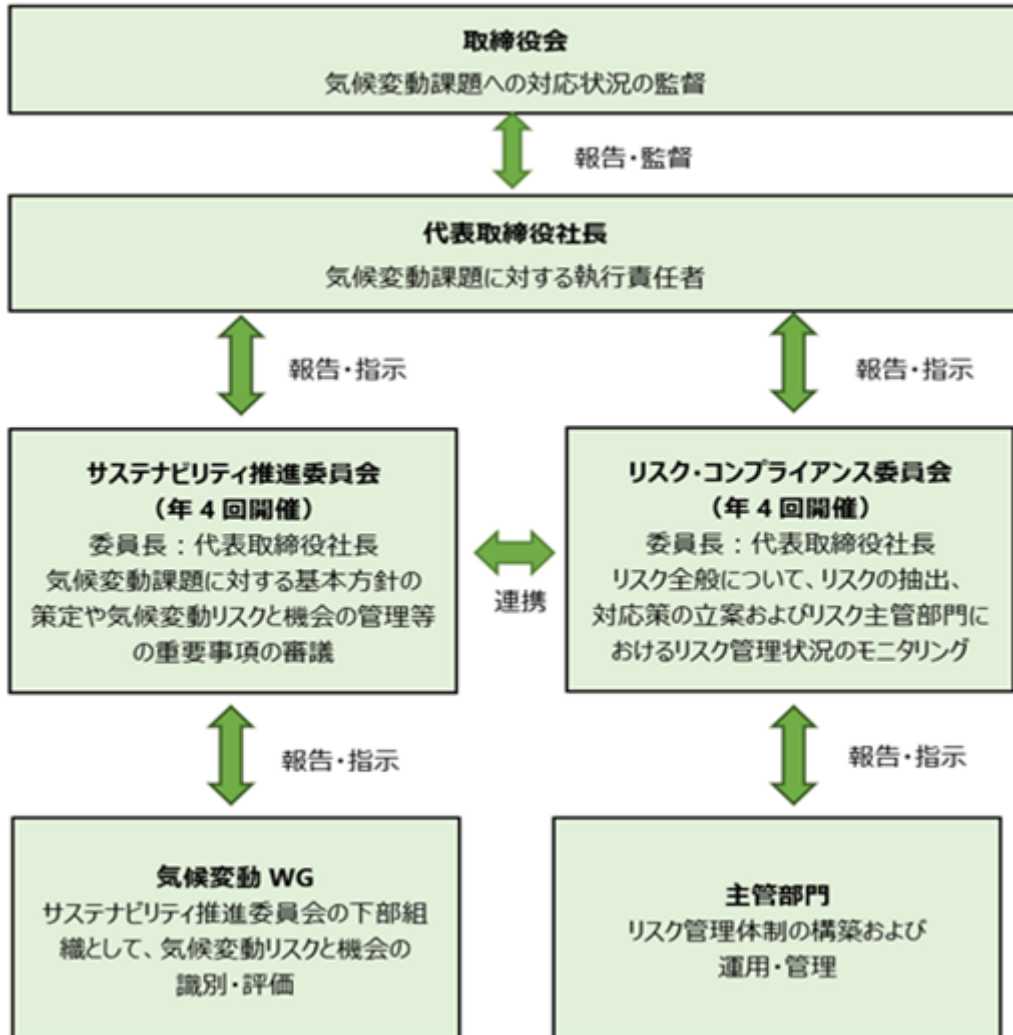 取締役会
気候変動課題への対応状況の監督
報告・監督
代表取締役社長
気候変動課題に対する執行責任者
報告・指示
報告・指示
サステナビリティ推進委員会
（年 4 回開催）
委員長：代表取締役社長
気候変動課題に対する基本方針の
策定や気候変動リスクと機会の管理等
の重要事項の審議
連携
リスク・コンプライアンス委員会
（年 4 回開催）
委員長：代表取締役社長
リスク全般について、リスクの抽出、
対応策の立案およびリスク主管部門に
おけるリスク管理状況のモニタリング
報告・指示
報告・指示
気候変動 WG
サステナビリティ推進委員会の下部組
織として、気候変動リスクと機会の
識別・評価
主管部門
リスク管理体制の構築および
運用・管理